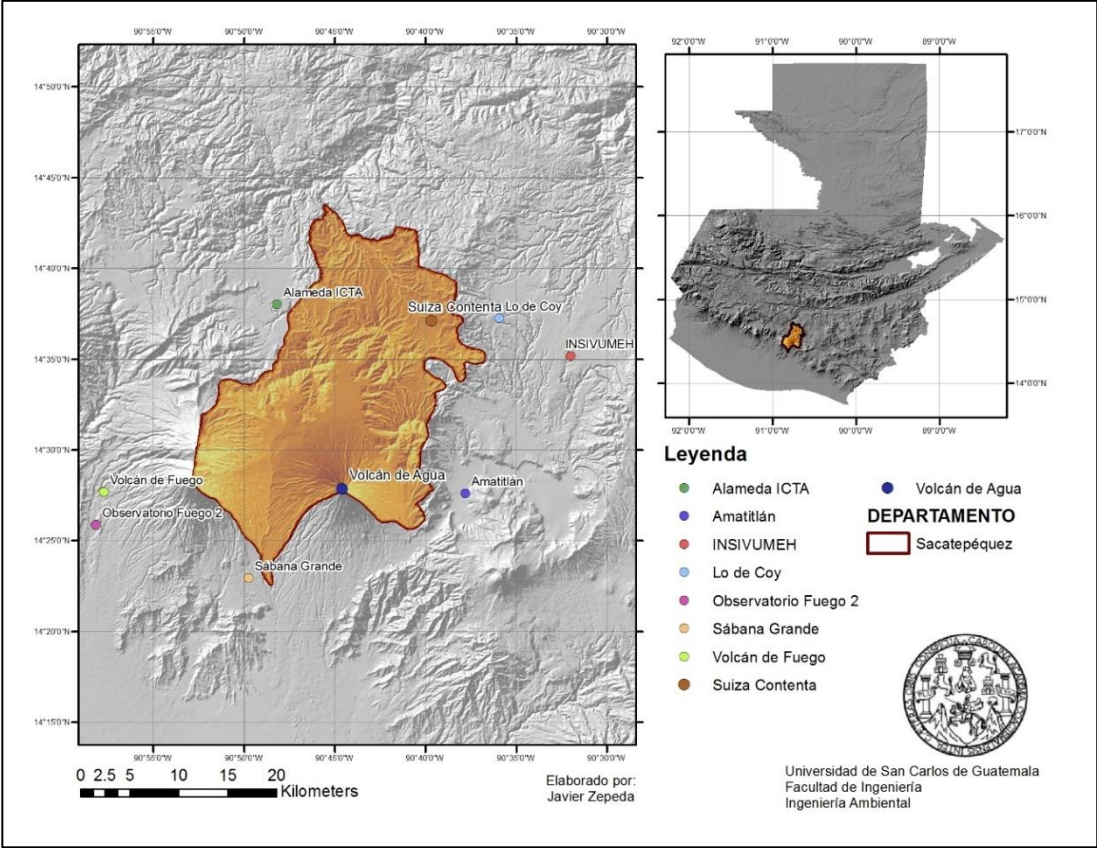 90°55'0"W 90°50'0"W 90°45'0"W 90°40'0"W 90°35'0"W 90°30'0"W
14°50'0"N
14°45'0"N
14°40'0"N
14°35'0"N
14°30'0"N
14°25'0"N
14°20'0"N
14°15'0"N
Alameda ICTA
Suiza Contenta
Lo de Coy
INSIVUMEH
Volcán de Agua
Amatitlán
Volcán de Fuego
Observatorio Fuego 2
Sábana Grande
90°55'0"W 90°50'0"W 90°45'0"W 90°40'0"W 90°35'0"W 90°30'0"W
0 2.5 5 10 15 20
Kilometers
Elaborado por:
Javier Zepeda
92°0'0"W 91°0'0"W 90°0'0"W 89°0'0"W
17°0'0"N
16°0'0"N
15°0'0"N
14°0'0"N
92°0'0"W 91°0'0"W 90°0'0"W 89°0'0"W
Leyenda
Alameda ICTA
Amatitlán
INSIVUMEH
Lo de Coy
Observatorio Fuego 2
Sábana Grande
Volcán de Fuego
Suiza Contenta
Volcán de Agua
DEPARTAMENTO
Sacatepéquez
Universidad de San Carlos de Guatemala
Facultad de Ingeniería
Ingeniería Ambiental